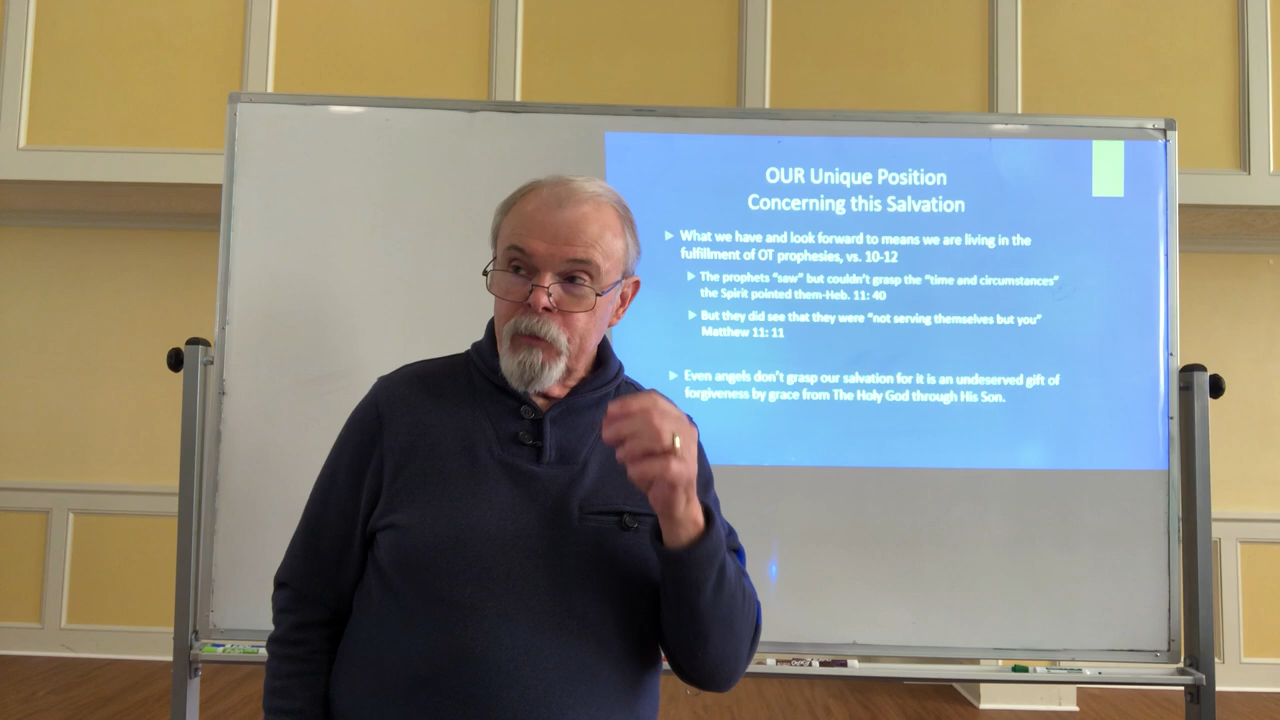 OUR Unique Position
Concerning this Salvation
What we have and look forward to means we are living in the
fulfillment of OT prophesies, vs. 10-12
The prophets “saw” but couldn’t grasp the “time and circumstances”
the Spirit pointed them-Heb. 11: 40
But they did see that they were “not serving themselves but you”
Matthew 11: 11
Even angels don’t grasp our salvation for it is an undeserved gift of
forgiveness by grace from The Holy God through His Son.